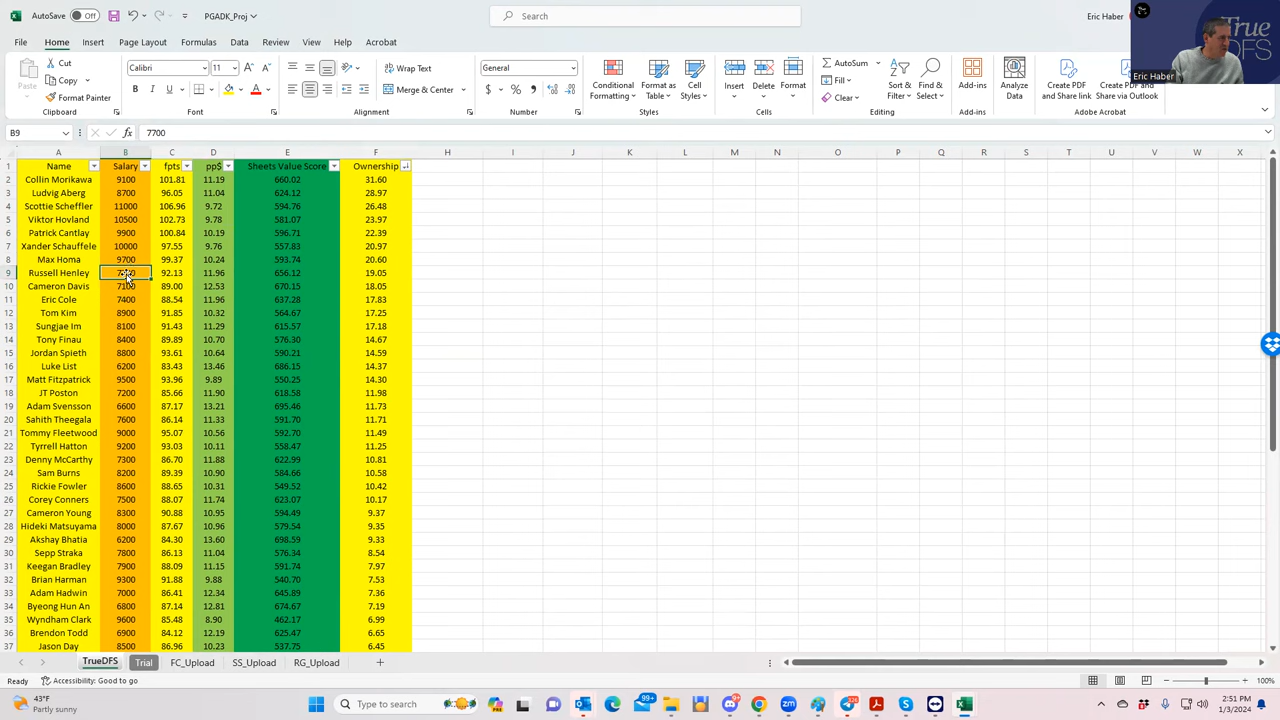 AutoSave Off PGADK_Proj Search Eric Haber
File Home Insert Page Layout Formulas Data Review View Help Acrobat
Paste Cut Copy Format Painter Clipboard
Calibri 11 B I U Font
Wrap Text Merge & Center Alignment
General $ % Number
Conditional Formatting Format as Table Cell Styles Styles
Insert Delete Format Cells
AutoSum Fill Clear Sort & Filter Find & Select Editing
Add-ins Add-ins
Analyze Data
Create PDF and Share link Create PDF and Share via Outlook Adobe Acrobat
True DFS
Eric Haber
B9 fx 7700
A B C D E F H I J K L M N O P Q R S T U V W X
1 Name Salary fpts pp$ Sheets Value Score Ownership
2 Collin Morikawa 9100 101.81 11.19 660.02 31.60
3 Ludvig Aberg 8700 96.05 11.04 624.12 28.97
4 Scottie Scheffler 11000 106.96 9.72 594.76 26.48
5 Viktor Hovland 10500 102.73 9.78 581.07 23.97
6 Patrick Cantlay 9900 100.84 10.19 596.71 22.39
7 Xander Schauffele 10000 97.55 9.76 557.83 20.97
8 Max Homa 9700 99.37 10.24 593.74 20.60
9 Russell Henley 92.13 11.96 656.12 19.05
10 Cameron Davis 7100 89.00 12.53 670.15 18.05
11 Eric Cole 7400 88.54 11.96 637.28 17.83
12 Tom Kim 8900 91.85 10.32 564.67 17.25
13 Sungjae Im 8100 91.43 11.29 615.57 17.18
14 Tony Finau 8400 89.89 10.70 576.30 14.67
15 Jordan Spieth 8800 93.61 10.64 590.21 14.59
16 Luke List 6200 83.43 13.46 686.15 14.37
17 Matt Fitzpatrick 9500 93.96 9.89 550.25 14.30
18 JT Poston 7200 85.66 11.90 618.58 11.98
19 Adam Svensson 6600 87.17 13.21 695.46 11.73
20 Sahith Theegala 7600 86.14 11.33 591.70 11.71
21 Tommy Fleetwood 9000 95.07 10.56 592.70 11.49
22 Tyrrell Hatton 9200 93.03 10.11 558.47 11.25
23 Denny McCarthy 7300 86.70 11.88 622.99 10.81
24 Sam Burns 8200 89.39 10.90 584.66 10.58
25 Rickie Fowler 8600 88.65 10.31 549.52 10.42
26 Corey Conners 7500 88.07 11.74 623.07 10.17
27 Cameron Young 8300 90.88 10.95 594.49 9.37
28 Hideki Matsuyama 8000 87.67 10.96 579.54 9.35
29 Akshay Bhatia 6200 84.30 13.60 698.59 9.33
30 Sepp Straka 7800 86.13 11.04 576.34 8.54
31 Keegan Bradley 7900 88.09 11.15 591.74 7.97
32 Brian Harman 9300 91.88 9.88 540.70 7.53
33 Adam Hadwin 7000 86.41 12.34 645.89 7.36
34 Byeong Hun An 6800 87.14 12.81 674.67 7.19
35 Wyndham Clark 9600 85.48 8.90 462.17 6.99
36 Brendon Todd 6900 84.12 12.19 625.47 6.65
37 Jason Day 8500 86.96 10.23 537.75 6.45
TrueDFS Trial FC_Upload SS_Upload RG_Upload +
Ready Accessibility: Good to go 100%
43°F Partly sunny Type here to search 99+ 2:51 PM 1/3/2024